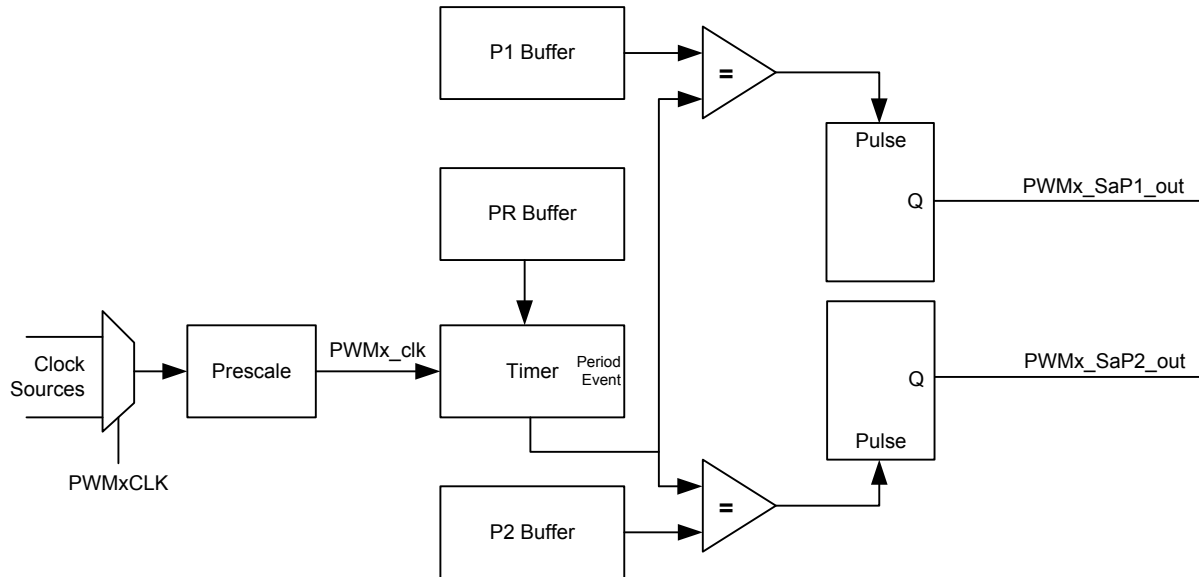 P1 Buffer
=
Pulse
Q
PWMx_SaP1_out
PR Buffer
Clock
Sources
Prescale
PWMx_clk
Timer
Period
Event
PWMxCLK
Q
Pulse
PWMx_SaP2_out
P2 Buffer
=